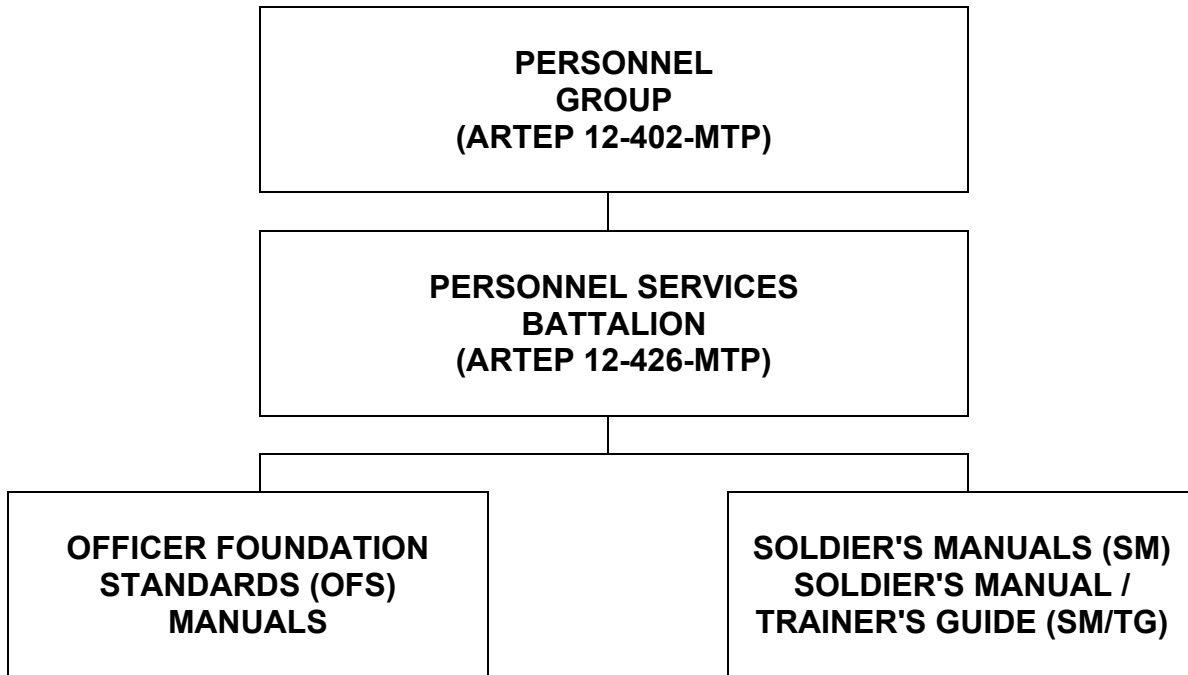 PERSONNEL
GROUP
(ARTEP 12-402-MTP)
PERSONNEL SERVICES
BATTALION
(ARTEP 12-426-MTP)
OFFICER FOUNDATION
STANDARDS (OFS)
MANUALS
SOLDIER'S MANUALS (SM)
SOLDIER'S MANUAL /
TRAINER'S GUIDE (SM/TG)